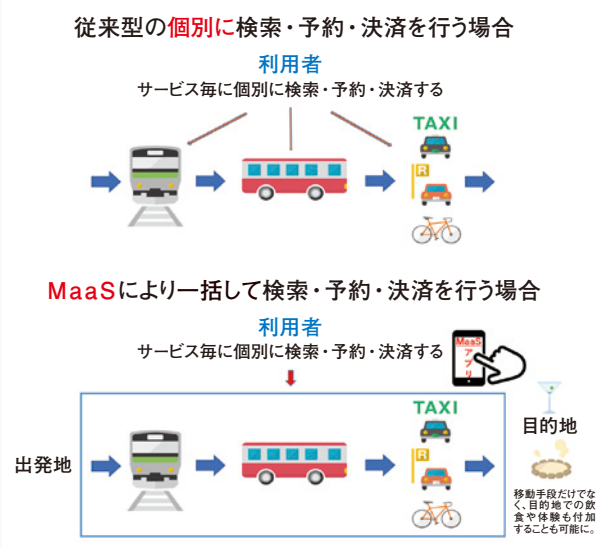 従来型の個別に検索・予約・決済を行う場合
利用者
サービス毎に個別に検索・予約・決済する
TAXI
R
MaaSにより一括して検索・予約・決済を行う場合
利用者
サービス毎に個別に検索・予約・決済する
MaaS
アプリ
TAXI
R
出発地
目的地
移動手段だけでな
く、目的地での飲
食や体験も付加
することも可能に。